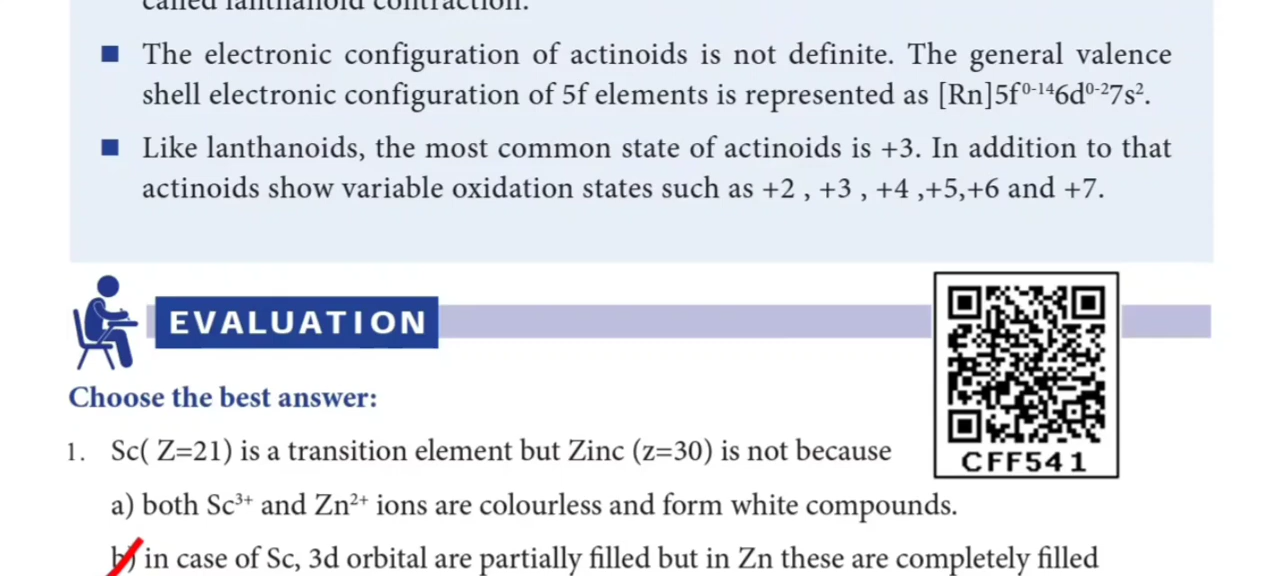 called lanthanoid contraction.
■ The electronic configuration of actinoids is not definite. The general valence
shell electronic configuration of 5f elements is represented as [Rn]5f⁰⁻¹⁴6d⁰⁻²7s².
■ Like lanthanoids, the most common state of actinoids is +3. In addition to that
actinoids show variable oxidation states such as +2 , +3 , +4 ,+5,+6 and +7.
EVALUATION
Choose the best answer:
1. Sc( Z=21) is a transition element but Zinc (z=30) is not because
CFF541
a) both Sc³⁺ and Zn²⁺ ions are colourless and form white compounds.
b) in case of Sc, 3d orbital are partially filled but in Zn these are completely filled